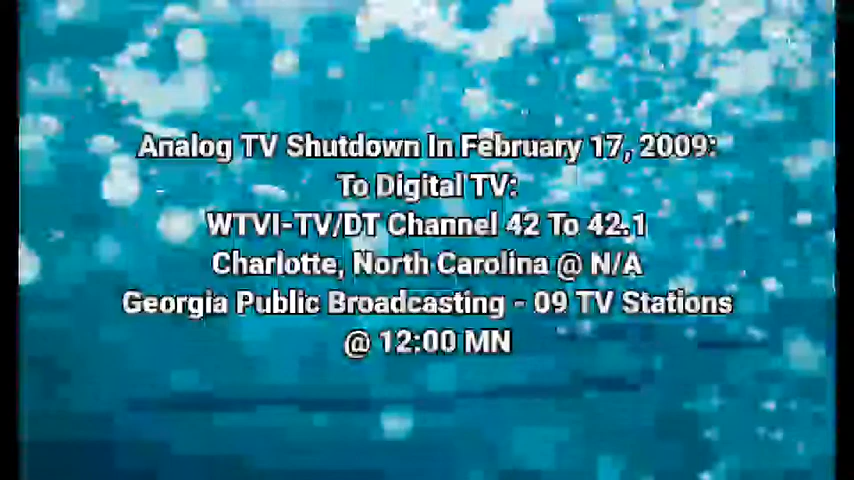 Analog TV Shutdown In February 17, 2009:
To Digital TV:
WTVI-TV/DT Channel 42 To 42.1
Charlotte, North Carolina @ N/A
Georgia Public Broadcasting - 09 TV Stations
@ 12:00 MN